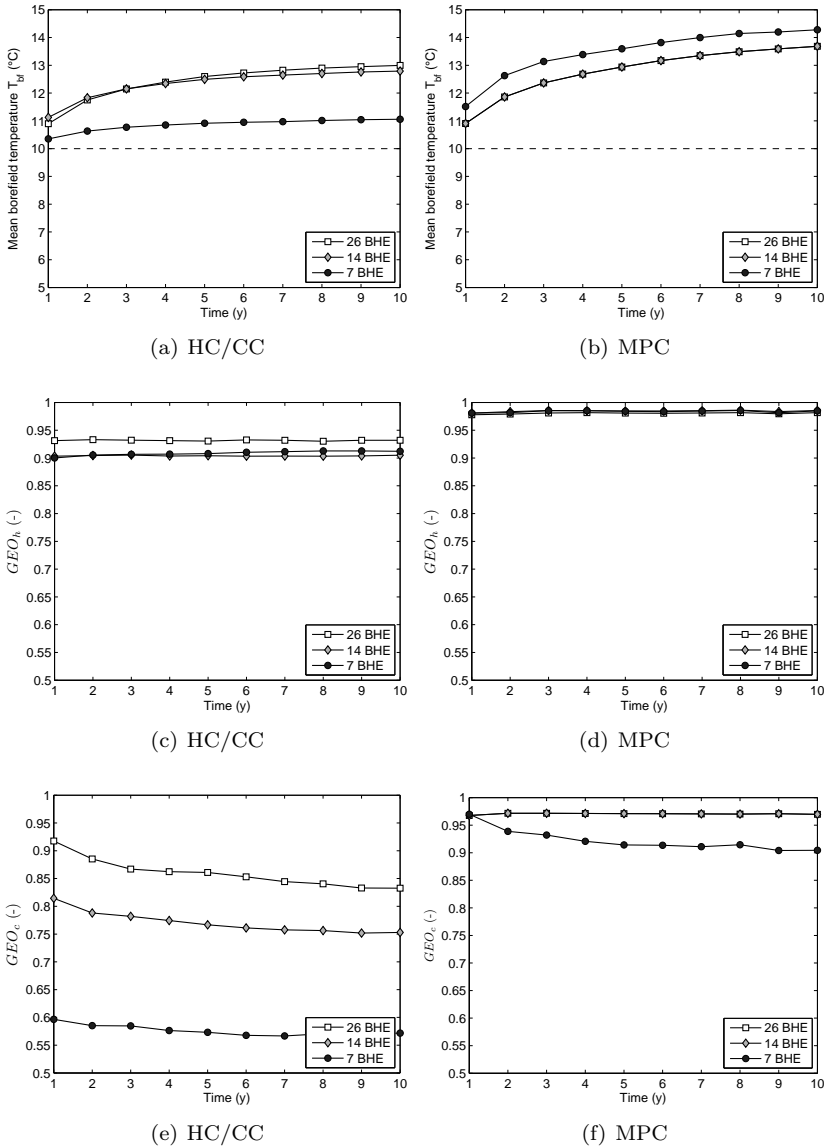 15
14
13
12
11
10
9
8
7
6
5
Mean borefield temperature T_bf (°C)
26 BHE
14 BHE
7 BHE
1 2 3 4 5 6 7 8 9 10
Time (y)
(a) HC/CC
15
14
13
12
11
10
9
8
7
6
5
Mean borefield temperature T_bf (°C)
26 BHE
14 BHE
7 BHE
1 2 3 4 5 6 7 8 9 10
Time (y)
(b) MPC
1
0.95
0.9
0.85
0.8
0.75
0.7
0.65
0.6
0.55
0.5
GEO_h (-)
26 BHE
14 BHE
7 BHE
1 2 3 4 5 6 7 8 9 10
Time (y)
(c) HC/CC
1
0.95
0.9
0.85
0.8
0.75
0.7
0.65
0.6
0.55
0.5
GEO_h (-)
26 BHE
14 BHE
7 BHE
1 2 3 4 5 6 7 8 9 10
Time (y)
(d) MPC
1
0.95
0.9
0.85
0.8
0.75
0.7
0.65
0.6
0.55
0.5
GEO_c (-)
26 BHE
14 BHE
7 BHE
1 2 3 4 5 6 7 8 9 10
Time (y)
(e) HC/CC
1
0.95
0.9
0.85
0.8
0.75
0.7
0.65
0.6
0.55
0.5
GEO_c (-)
26 BHE
14 BHE
7 BHE
1 2 3 4 5 6 7 8 9 10
Time (y)
(f) MPC